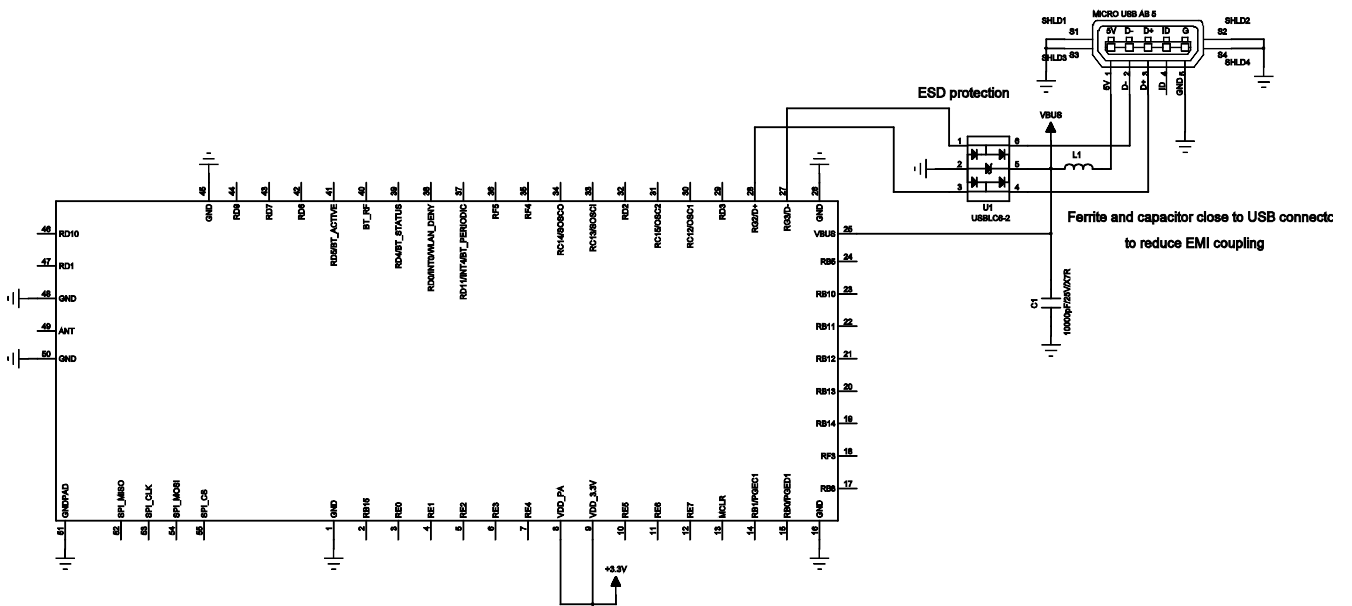 MICRO USB AB 5
SHLD1
SHLD2
S1
S2
5V D- D+ ID G
S3
S4
SHLD3
SHLD4
1 2 3 4 5
5V D- D+ ID GND
ESD protection
VBUS
1 6
2 5
3 4
L1
U1
USBLC6-2
Ferrite and capacitor close to USB connecto
to reduce EMI coupling
C1
10000pF/25V/X7R
45 44 43 42 41 40 39 38 37 36 35 34 33 32 31 30 29 28 27 26
GND
RD9
RD7
RD6
RD5/BT_ACTIVE
BT_RF
RD4/BT_STATUS
RD0/INT0/WLAN_DENY
RD11/INT4/BT_PERIODIC
RF5
RF4
RC14/SOSCO
RC13/SOSCI
RD2
RC15/OSC2
RC12/OSC1
RD3
RG2/D+
RG3/D-
GND
46 RD10
47 RD1
48 GND
49 ANT
50 GND
VBUS 25
RB5 24
RB10 23
RB11 22
RB12 21
RB13 20
RB14 19
RF3 18
RB6 17
GNDPAD
SPI_MISO
SPI_CLK
SPI_MOSI
SPI_CS
GND
RB15
RE0
RE1
RE2
RE3
RE4
VDD_PA
VDD_3.3V
RE5
RE6
RE7
MCLR
RB1/PGEC1
RB0/PGED1
GND
51 52 53 54 55 1 2 3 4 5 6 7 8 9 10 11 12 13 14 15 16
+3.3V